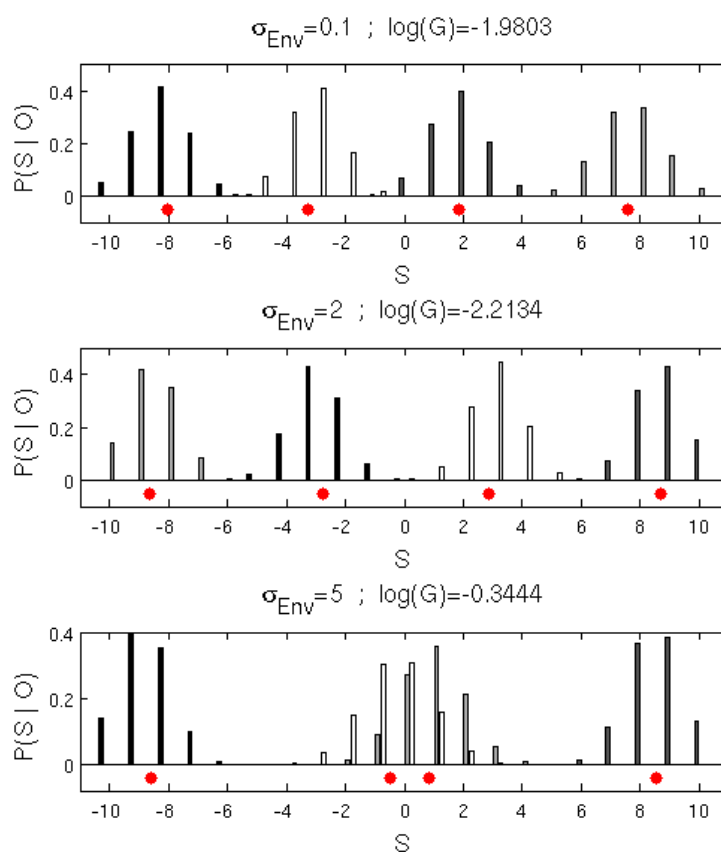 σEnv=0.1 ; log(G)=-1.9803
P(S | O)
0.4
0.2
0
-10 -8 -6 -4 -2 0 2 4 6 8 10
S
σEnv=2 ; log(G)=-2.2134
P(S | O)
0.4
0.2
0
-10 -8 -6 -4 -2 0 2 4 6 8 10
S
σEnv=5 ; log(G)=-0.3444
P(S | O)
0.4
0.2
0
-10 -8 -6 -4 -2 0 2 4 6 8 10
S